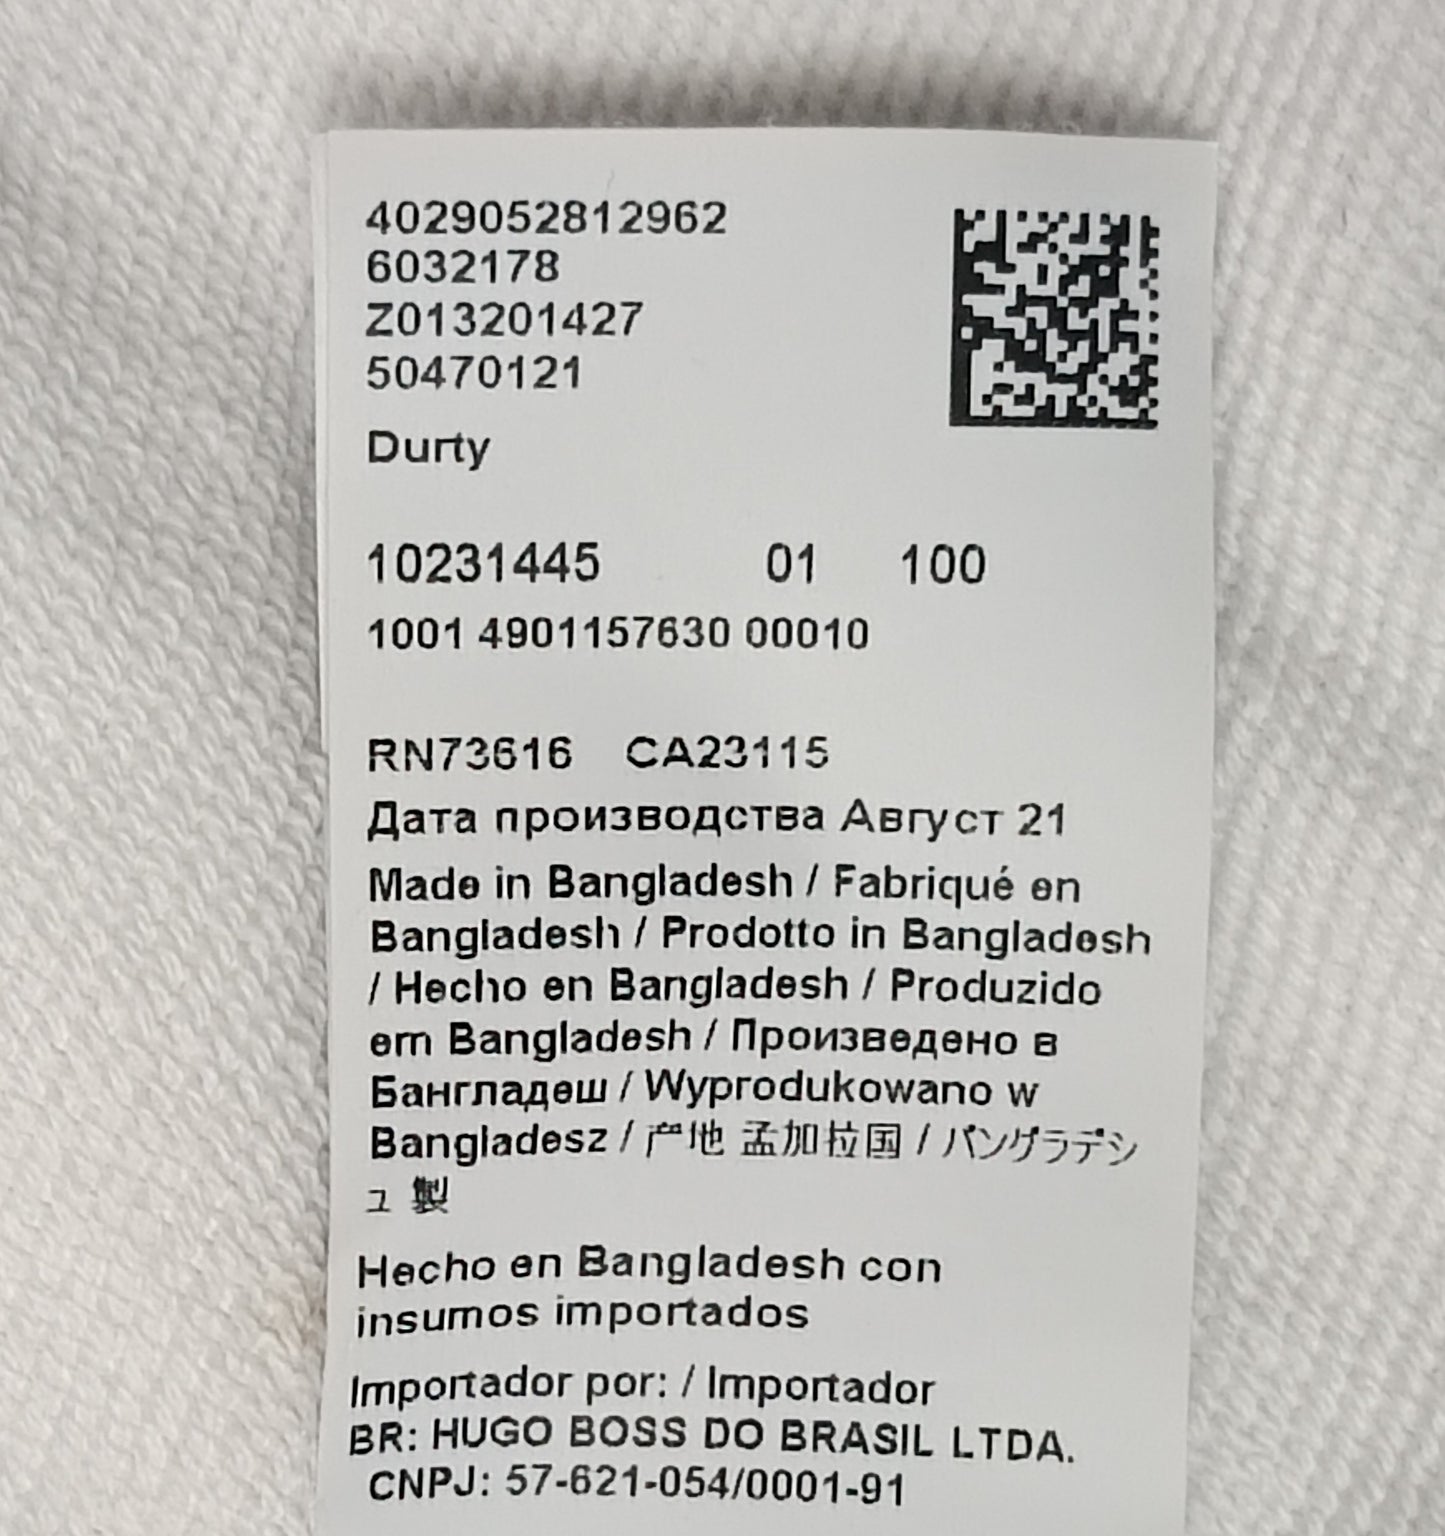 4029052812962
6032178
Z013201427
50470121
Durty
10231445 01 100
1001 4901157630 00010
RN73616 CA23115
Дата производства Август 21
Made in Bangladesh / Fabriqué en
Bangladesh / Prodotto in Bangladesh
/ Hecho en Bangladesh / Produzido
em Bangladesh / Произведено в
Бангладеш / Wyprodukowano w
Bangladesz / 产地 孟加拉国 / バングラデシ
ュ 製
Hecho en Bangladesh con
insumos importados
Importador por: / Importador
BR: HUGO BOSS DO BRASIL LTDA.
CNPJ: 57-621-054/0001-91